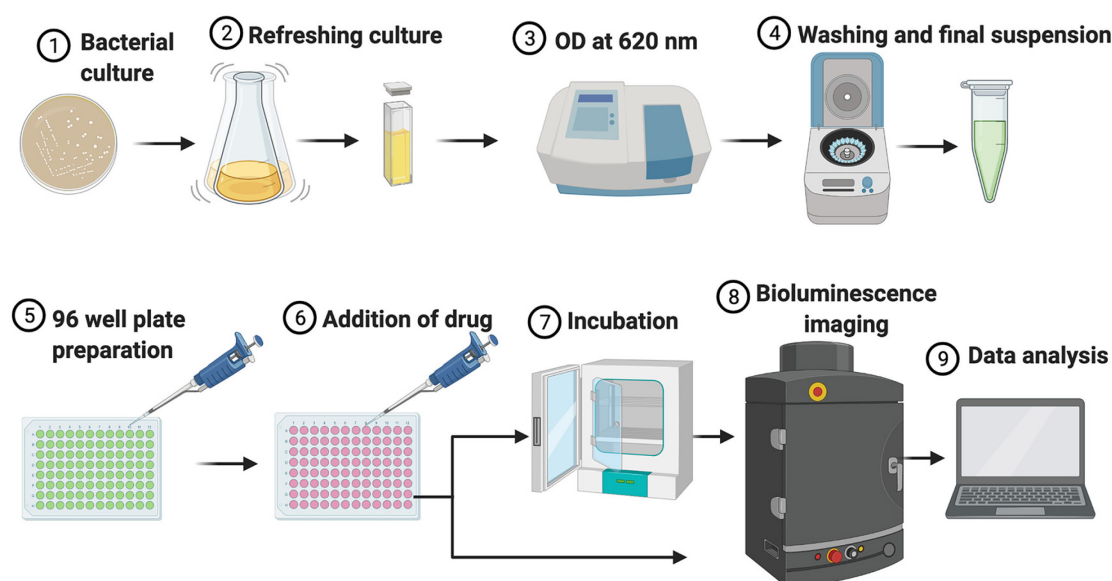 1 Bacterial
culture
2 Refreshing culture
3 OD at 620 nm
4 Washing and final suspension
5 96 well plate
preparation
6 Addition of drug
7 Incubation
8 Bioluminescence
imaging
9 Data analysis